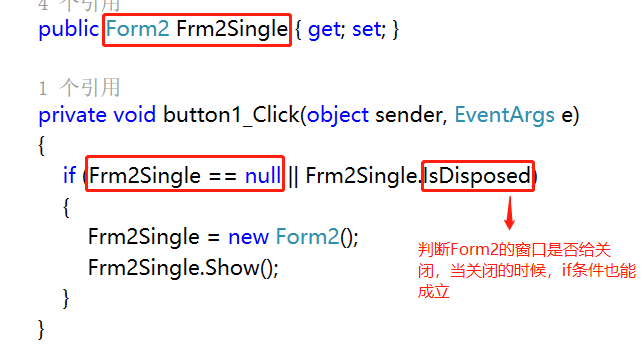 4 个引用
public Form2 Frm2Single { get; set; }
1 个引用
private void button1_Click(object sender, EventArgs e)
{
if (Frm2Single == null || Frm2Single.IsDisposed)
{
Frm2Single = new Form2();
Frm2Single.Show();
}
}
判断Form2的窗口是否给关
闭，当关闭的时候，if条件也能
成立